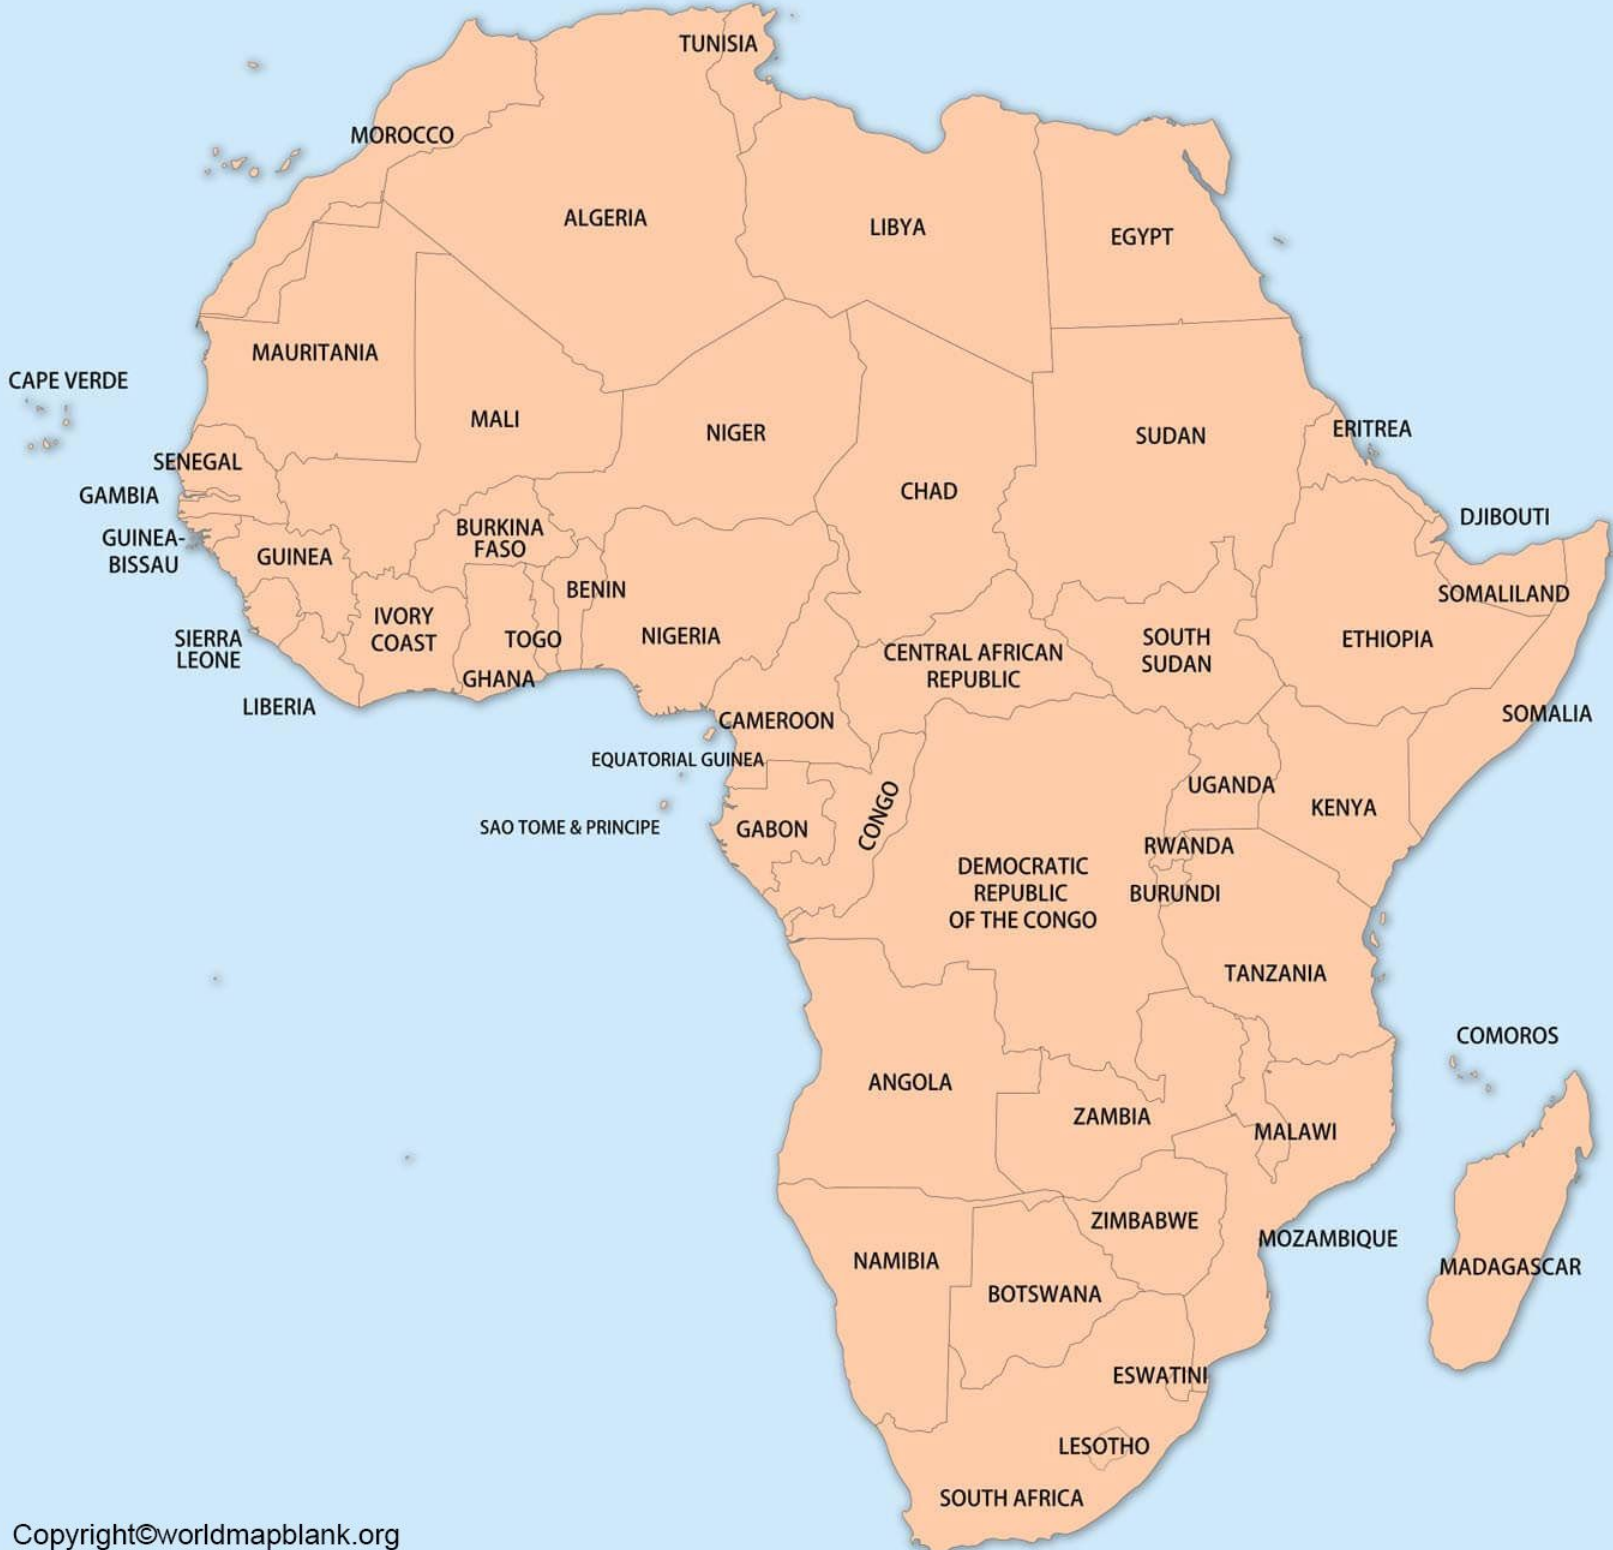 TUNISIA
MOROCCO
ALGERIA
LIBYA
EGYPT
MAURITANIA
CAPE VERDE
MALI
NIGER
SUDAN
ERITREA
SENEGAL
CHAD
GAMBIA
DJIBOUTI
GUINEA-
BISSAU
BURKINA
FASO
GUINEA
BENIN
SOMALILAND
IVORY
COAST
SIERRA
LEONE
TOGO
NIGERIA
SOUTH
SUDAN
ETHIOPIA
CENTRAL AFRICAN
REPUBLIC
GHANA
LIBERIA
SOMALIA
CAMEROON
EQUATORIAL GUINEA
UGANDA
KENYA
CONGO
SAO TOME & PRINCIPE
GABON
RWANDA
DEMOCRATIC
REPUBLIC
OF THE CONGO
BURUNDI
TANZANIA
COMOROS
ANGOLA
ZAMBIA
MALAWI
ZIMBABWE
MOZAMBIQUE
NAMIBIA
MADAGASCAR
BOTSWANA
ESWATINI
LESOTHO
SOUTH AFRICA
Copyright©worldmapblank.org